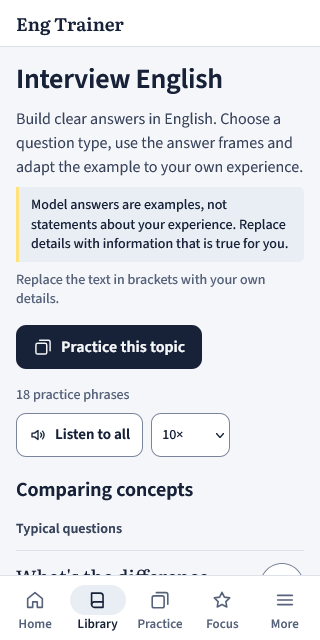 Eng Trainer
Interview English
Build clear answers in English. Choose a
question type, use the answer frames and
adapt the example to your own experience.
Model answers are examples, not
statements about your experience. Replace
details with information that is true for you.
Replace the text in brackets with your own
details.
Practice this topic
18 practice phrases
Listen to all
10×
Comparing concepts
Typical questions
What's the difference
Home
Library
Practice
Focus
More